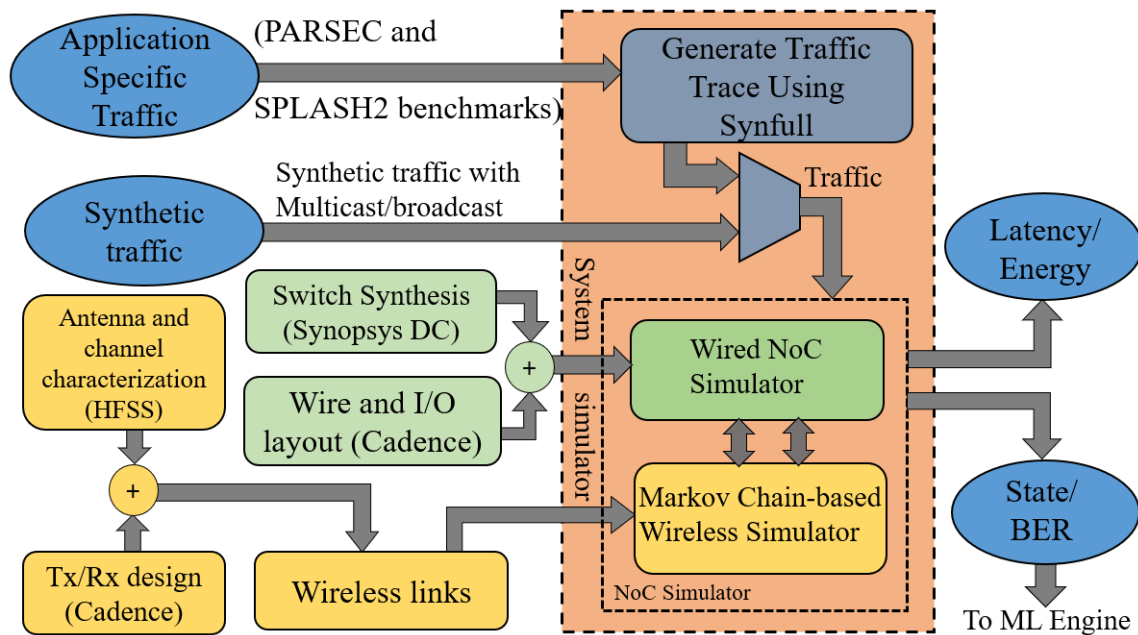 Application
Specific
Traffic
(PARSEC and
SPLASH2 benchmarks)
Generate Traffic
Trace Using
Synfull
Synthetic
traffic
Synthetic traffic with
Multicast/broadcast
Traffic
Latency/
Energy
System
simulator
Switch Synthesis
(Synopsys DC)
+
Wire and I/O
layout (Cadence)
Wired NoC
Simulator
Antenna and
channel
characterization
(HFSS)
+
Tx/Rx design
(Cadence)
Wireless links
Markov Chain-based
Wireless Simulator
NoC Simulator
State/
BER
To ML Engine